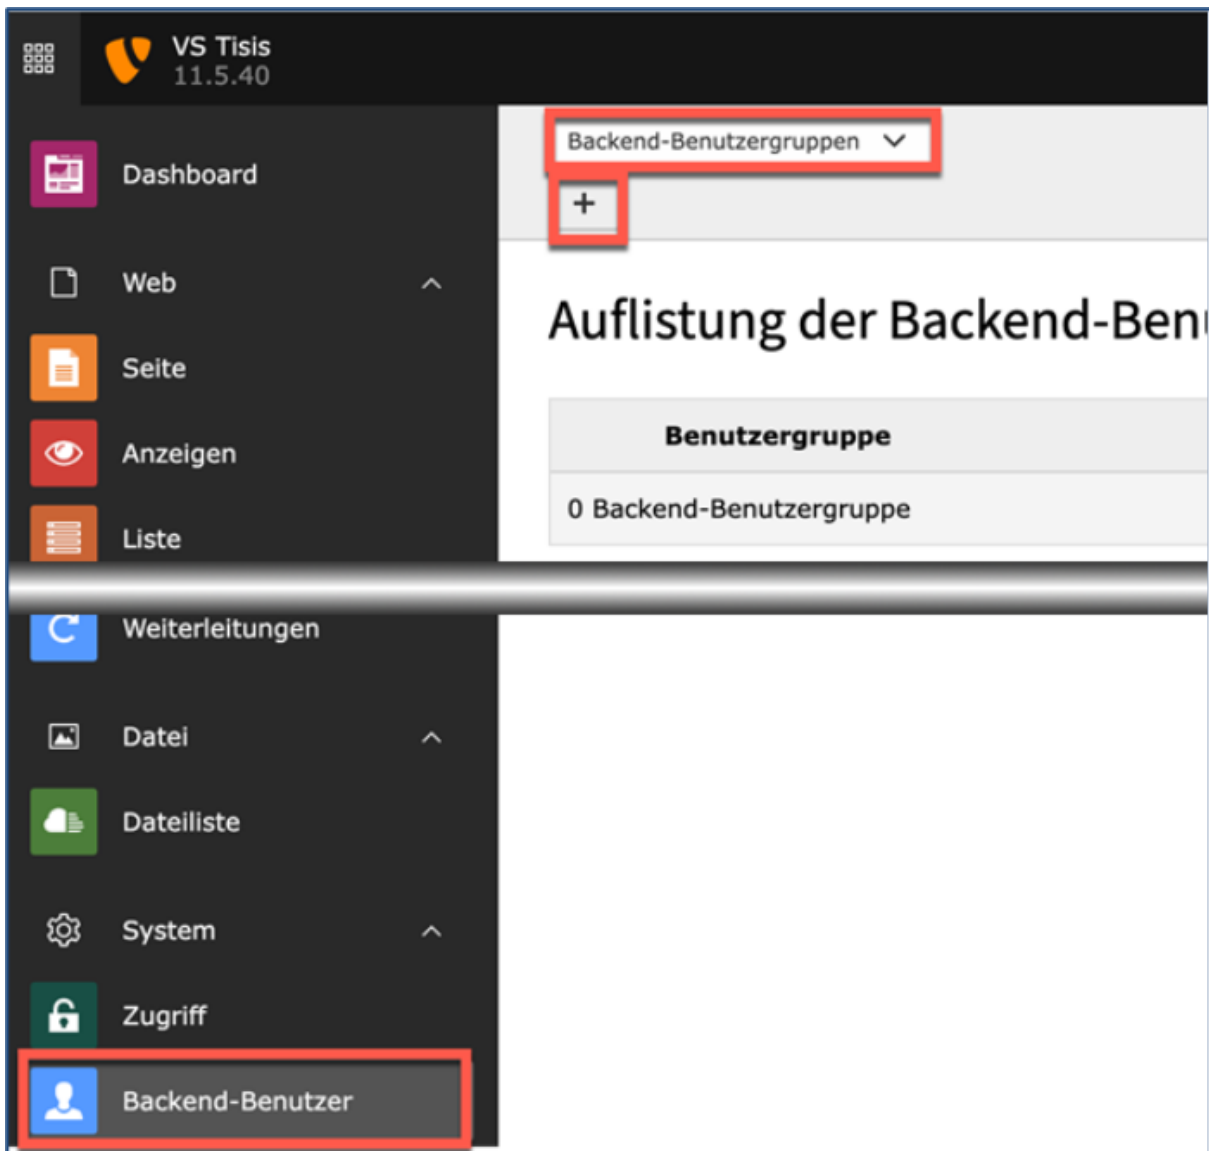 VS Tisis
11.5.40
Backend-Benutzergruppen
+
Dashboard
Web
Seite
Anzeigen
Liste
Weiterleitungen
Datei
Dateiliste
System
Zugriff
Backend-Benutzer
Auflistung der Backend-Ben
Benutzergruppe
0 Backend-Benutzergruppe